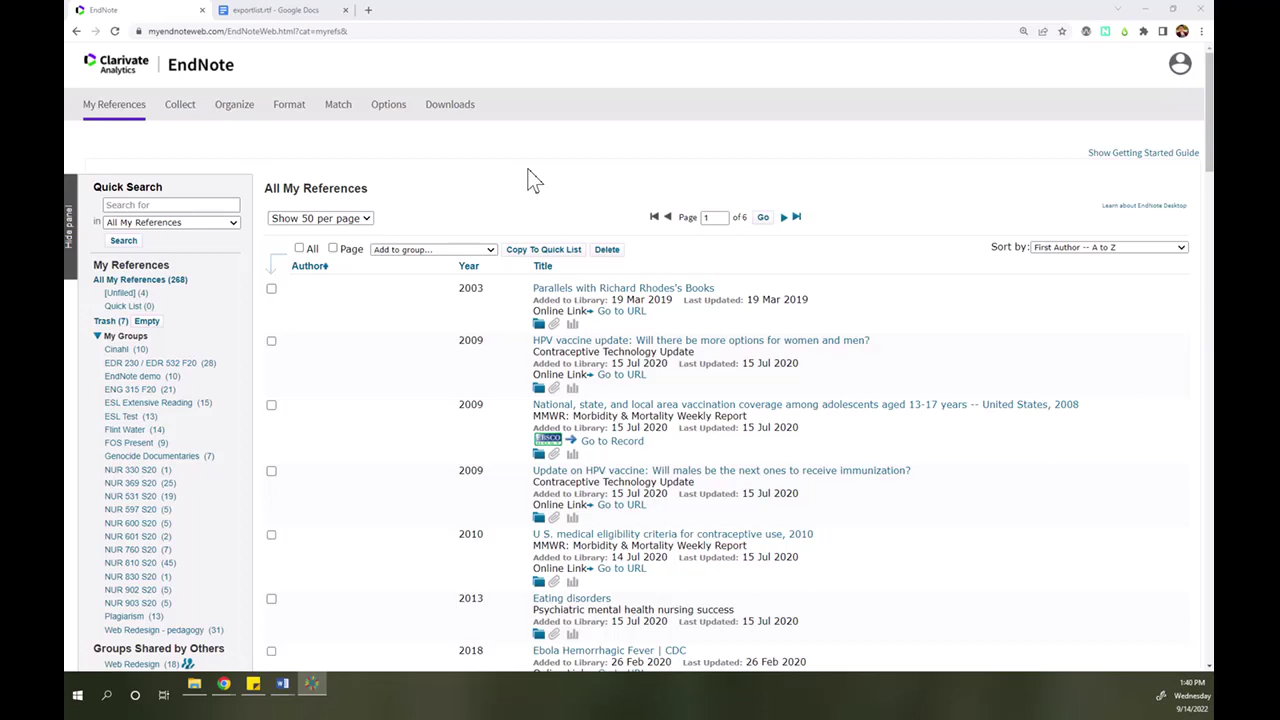 EndNote
exportlist.rtf - Google Docs
myendnoteweb.com/EndNoteWeb.html?cat=myrefs&
Clarivate Analytics
EndNote
My References Collect Organize Format Match Options Downloads
Show Getting Started Guide
Hide panel
Quick Search
Search for
in All My References
Search
My References
All My References (268)
[Unfiled] (4)
Quick List (0)
Trash (7) Empty
My Groups
Cinahl (10)
EDR 230 / EDR 532 F20 (28)
EndNote demo (10)
ENG 315 F20 (21)
ESL Extensive Reading (15)
ESL Test (13)
Flint Water (14)
FOS Present (9)
Genocide Documentaries (7)
NUR 330 S20 (1)
NUR 369 S20 (25)
NUR 531 S20 (19)
NUR 597 S20 (5)
NUR 600 S20 (5)
NUR 601 S20 (2)
NUR 760 S20 (7)
NUR 810 S20 (45)
NUR 830 S20 (1)
NUR 902 S20 (5)
NUR 903 S20 (5)
Plagiarism (13)
Web Redesign - pedagogy (31)
Groups Shared by Others
Web Redesign (18)
All My References
Learn about EndNote Desktop
Show 50 per page
Page 1 of 6 Go
All Page Add to group... Copy To Quick List Delete
Sort by: First Author -- A to Z
Author Year Title
2003 Parallels with Richard Rhodes's Books
Added to Library: 19 Mar 2019 Last Updated: 19 Mar 2019
Online Link Go to URL
2009 HPV vaccine update: Will there be more options for women and men?
Contraceptive Technology Update
Added to Library: 15 Jul 2020 Last Updated: 15 Jul 2020
Online Link Go to URL
2009 National, state, and local area vaccination coverage among adolescents aged 13-17 years -- United States, 2008
MMWR: Morbidity & Mortality Weekly Report
Added to Library: 15 Jul 2020 Last Updated: 15 Jul 2020
EBSCO Go to Record
2009 Update on HPV vaccine: Will males be the next ones to receive immunization?
Contraceptive Technology Update
Added to Library: 15 Jul 2020 Last Updated: 15 Jul 2020
Online Link Go to URL
2010 U S. medical eligibility criteria for contraceptive use, 2010
MMWR: Morbidity & Mortality Weekly Report
Added to Library: 14 Jul 2020 Last Updated: 15 Jul 2020
Online Link Go to URL
2013 Eating disorders
Psychiatric mental health nursing success
Added to Library: 15 Jul 2020 Last Updated: 15 Jul 2020
2018 Ebola Hemorrhagic Fever | CDC
Added to Library: 26 Feb 2020 Last Updated: 26 Feb 2020
1:40 PM
Wednesday
9/14/2022